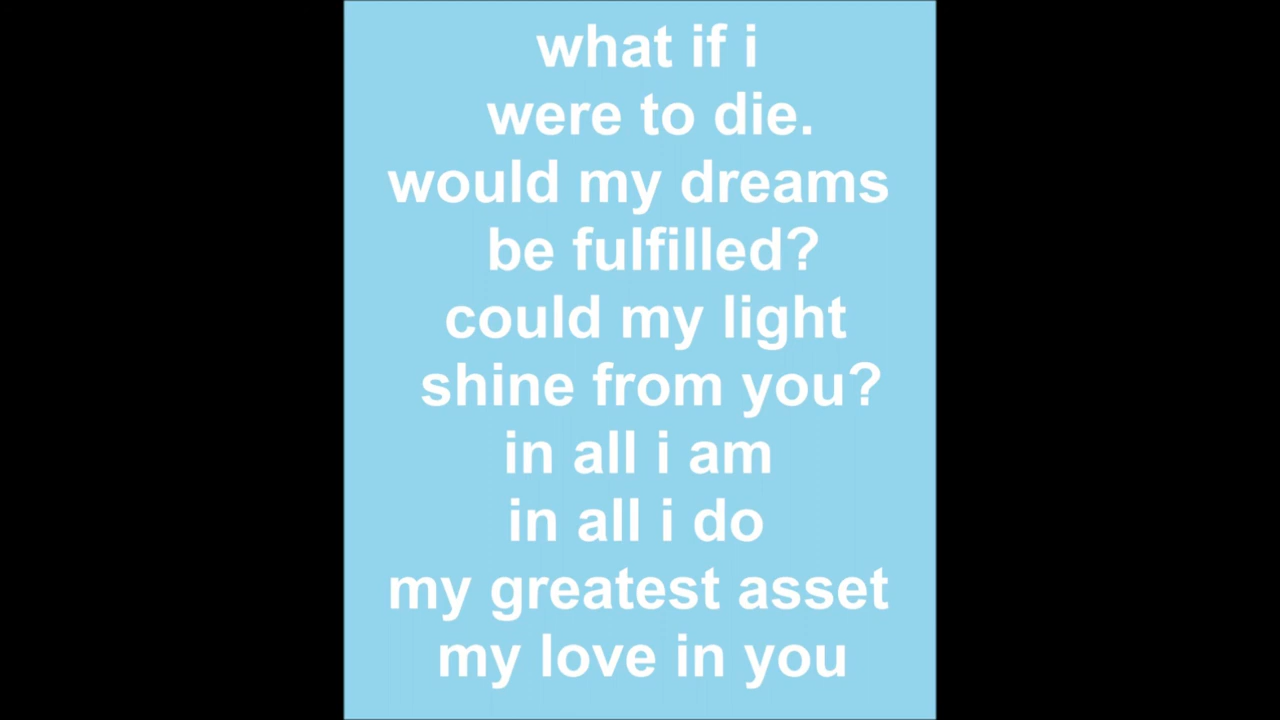 what if i
were to die.
would my dreams
be fulfilled?
could my light
shine from you?
in all i am
in all i do
my greatest asset
my love in you